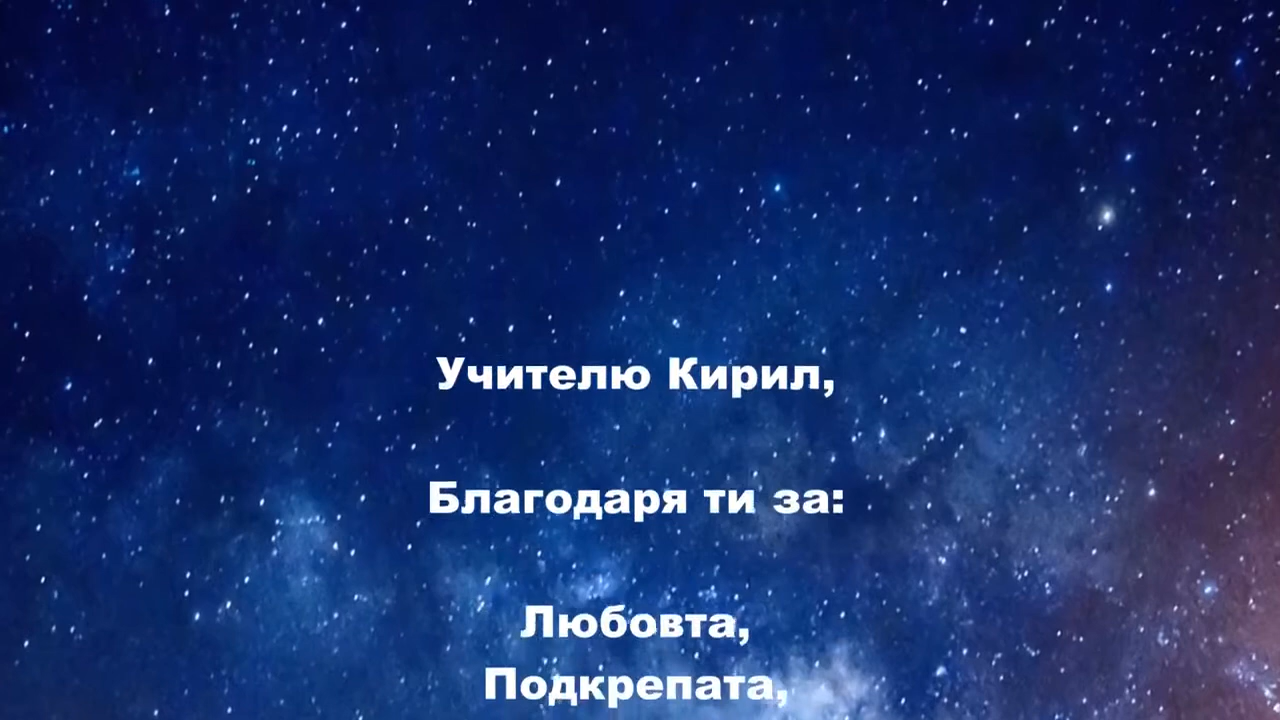 Учителю Кирил,
Благодаря ти за:
Любовта,
Подкрепата,